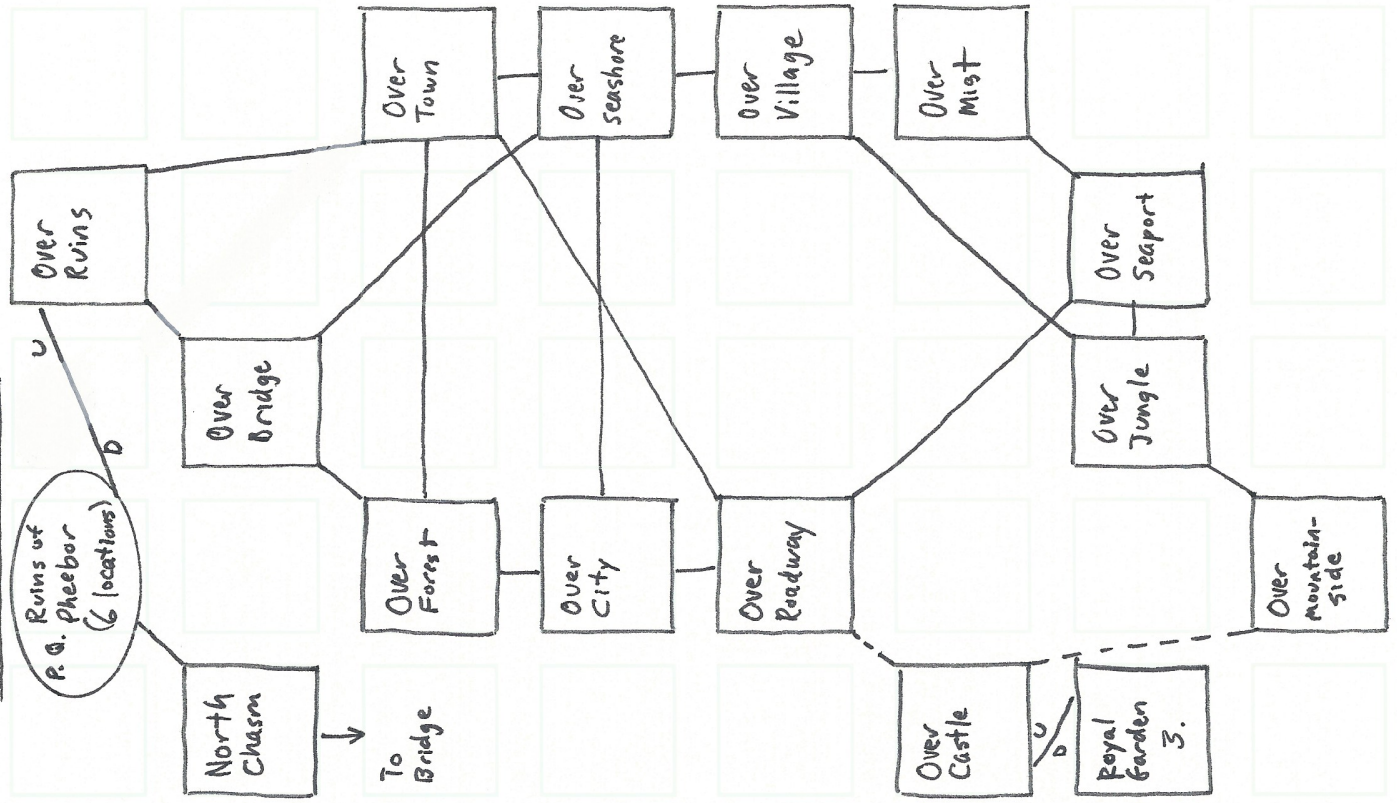 Ruins of
Pheebor
(6 locations)
D
U
Over
Ruins
North
Chasm
Over
Bridge
To
Bridge
Over
Forest
Over
Town
Over
City
Over
seashore
Over
Roadway
Over
Village
Over
Castle
Over
Mist
U
D
Royal
Garden
3.
Over
Jungle
Over
Seaport
Over
mountain-
side